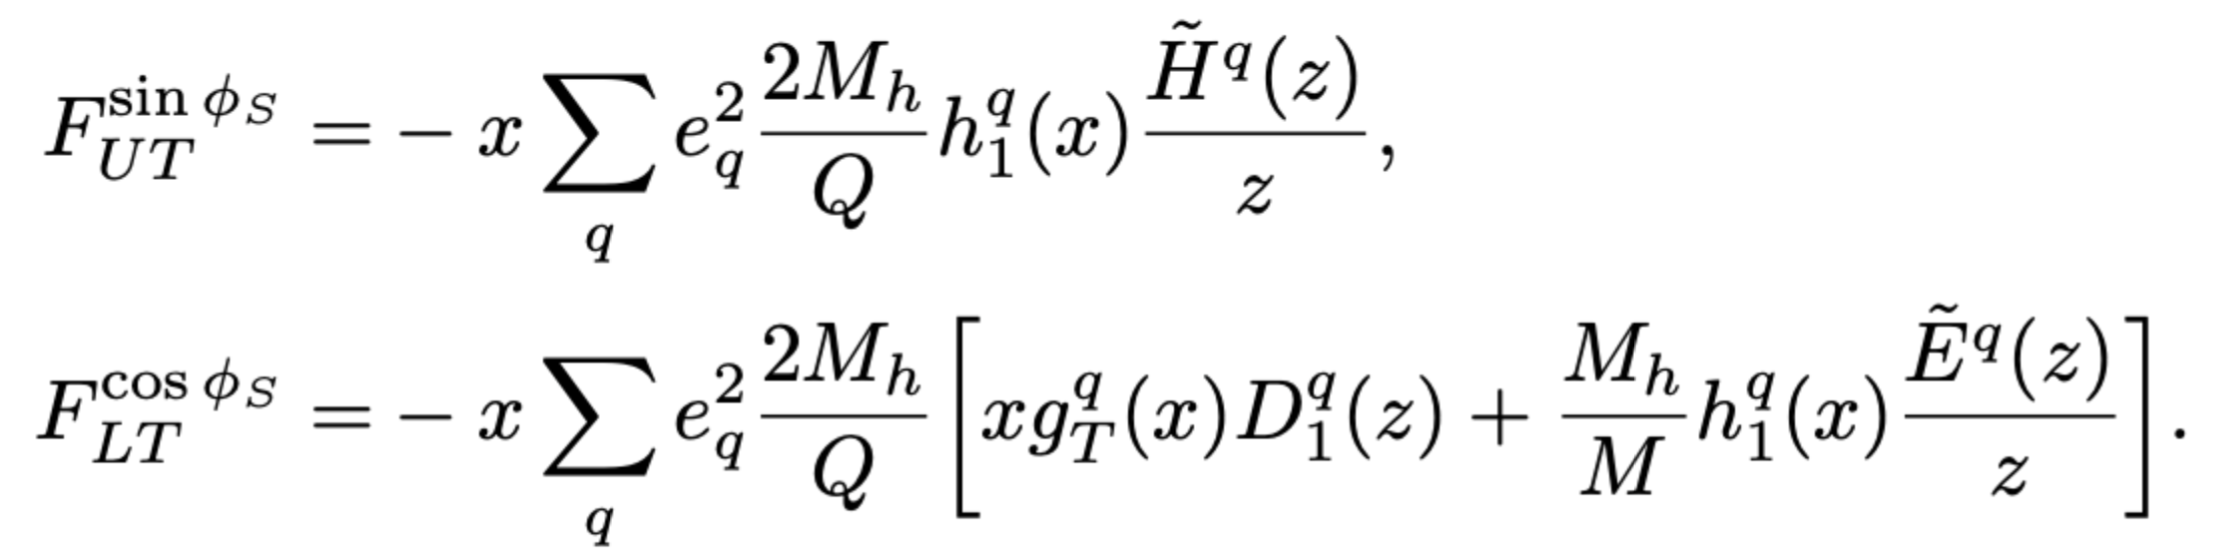 F_{UT}^{\sin \phi_S} = - x \sum_q e_q^2 \frac{2M_h}{Q} h_1^q(x) \frac{\tilde{H}^q(z)}{z},
F_{LT}^{\cos \phi_S} = - x \sum_q e_q^2 \frac{2M_h}{Q} \left[ x g_T^q(x) D_1^q(z) + \frac{M_h}{M} h_1^q(x) \frac{\tilde{E}^q(z)}{z} \right].